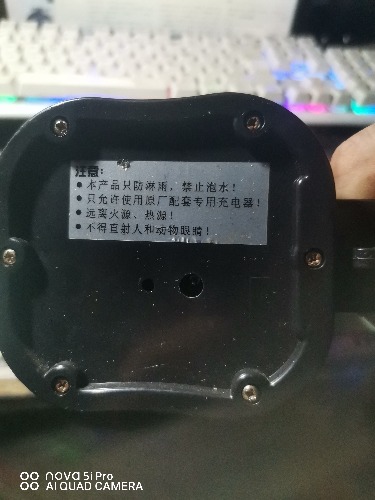 注意：
● 本产品只防淋雨，禁止泡水！
● 只允许使用原厂配套专用充电器！
● 远离火源、热源！
● 不得直射人和动物眼睛！
nova 5i Pro
AI QUAD CAMERA